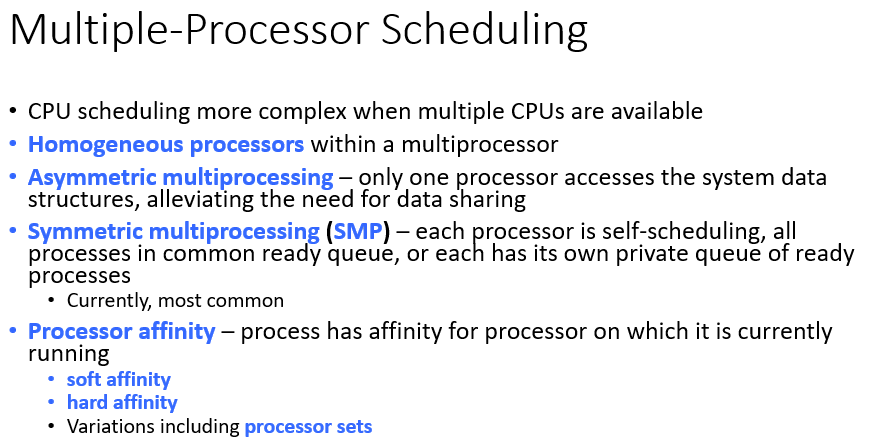 Multiple-Processor Scheduling
• CPU scheduling more complex when multiple CPUs are available
• Homogeneous processors within a multiprocessor
• Asymmetric multiprocessing – only one processor accesses the system data
structures, alleviating the need for data sharing
• Symmetric multiprocessing (SMP) – each processor is self-scheduling, all
processes in common ready queue, or each has its own private queue of ready
processes
• Currently, most common
• Processor affinity – process has affinity for processor on which it is currently
running
• soft affinity
• hard affinity
• Variations including processor sets